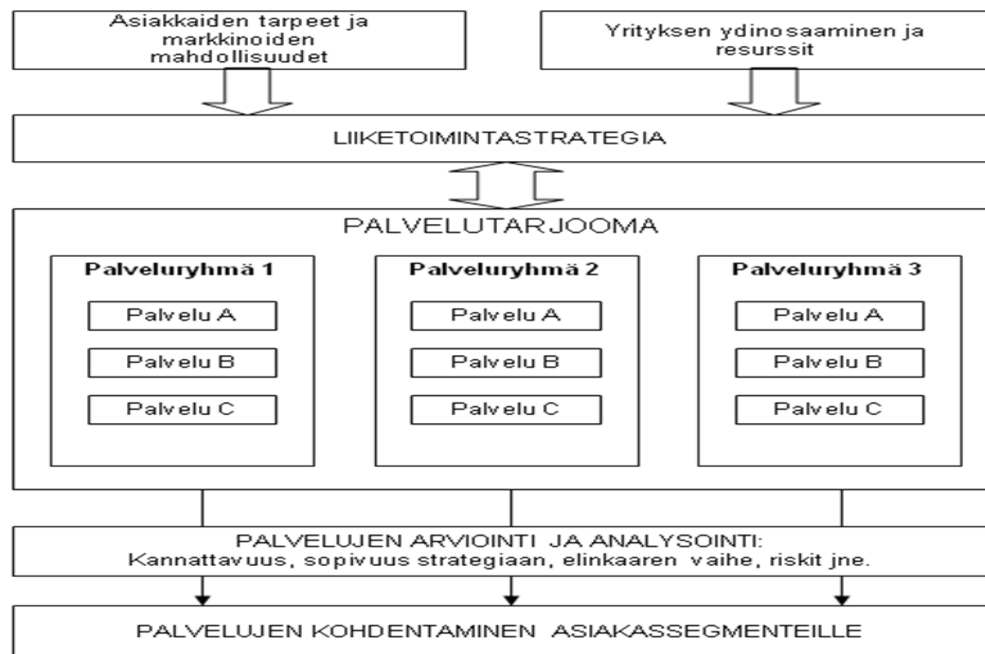 Asiakkaiden tarpeet ja
markkinoiden
mahdollisuudet
Yrityksen ydinosaaminen ja
resurssit
LIIKETOIMINTASTRATEGIA
PALVELUTARJOOMA
Palveluryhmä 1
Palvelu A
Palvelu B
Palvelu C
Palveluryhmä 2
Palvelu A
Palvelu B
Palvelu C
Palveluryhmä 3
Palvelu A
Palvelu B
Palvelu C
PALVELUJEN ARVIOINTI JA ANALYSOINTI:
Kannattavuus, sopivuus strategiaan, elinkaaren vaihe, riskit jne.
PALVELUJEN KOHDENTAMINEN ASIAKASSEGMENTEILLE